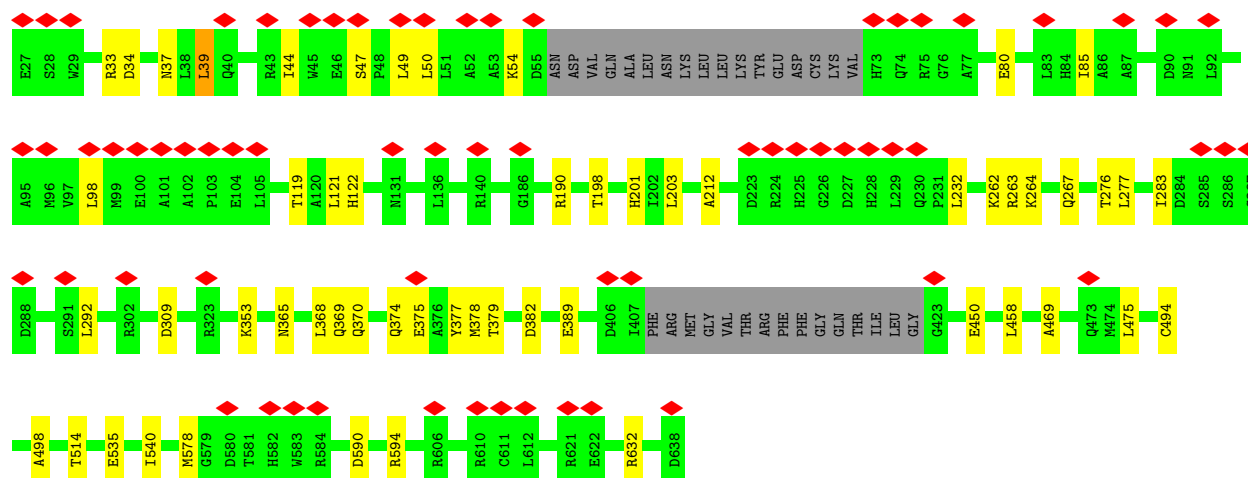 E27 S28 W29 R33 D34 N37 L38 L39 Q40 R43 I44 W45 E46 S47 P48 L49 L50 L51 A52 A53 K54 D55 ASN ASP VAL GLN ALA LEU ASN LYS LEU LEU LYS TYR GLU ASP CYS LYS VAL H73 Q74 R75 G76 A77 E80 L83 H84 I85 A86 A87 D90 N91 L92
A95 M96 V97 L98 M99 E100 A101 A102 P103 E104 L105 T119 A120 L121 H122 N131 L136 R140 G186 R190 T198 H201 I202 L203 A212 D223 R224 H225 G226 D227 H228 L229 Q230 P231 L232 K262 R263 K264 Q267 T276 L277 I283 D284 S285 S286
D288 S291 L292 R302 D309 R323 K353 N365 L368 Q369 Q370 Q374 E375 A376 Y377 M378 T379 D382 E389 D406 I407 PHE ARG MET GLY VAL THR ARG PHE PHE GLY GLN THR ILE LEU GLY G423 E450 L458 A469 Q473 M474 L475 C494
A498 T514 E535 I540 M578 G579 D580 T581 H582 W583 R584 D590 R594 R606 R610 C611 L612 R621 E622 R632 D638